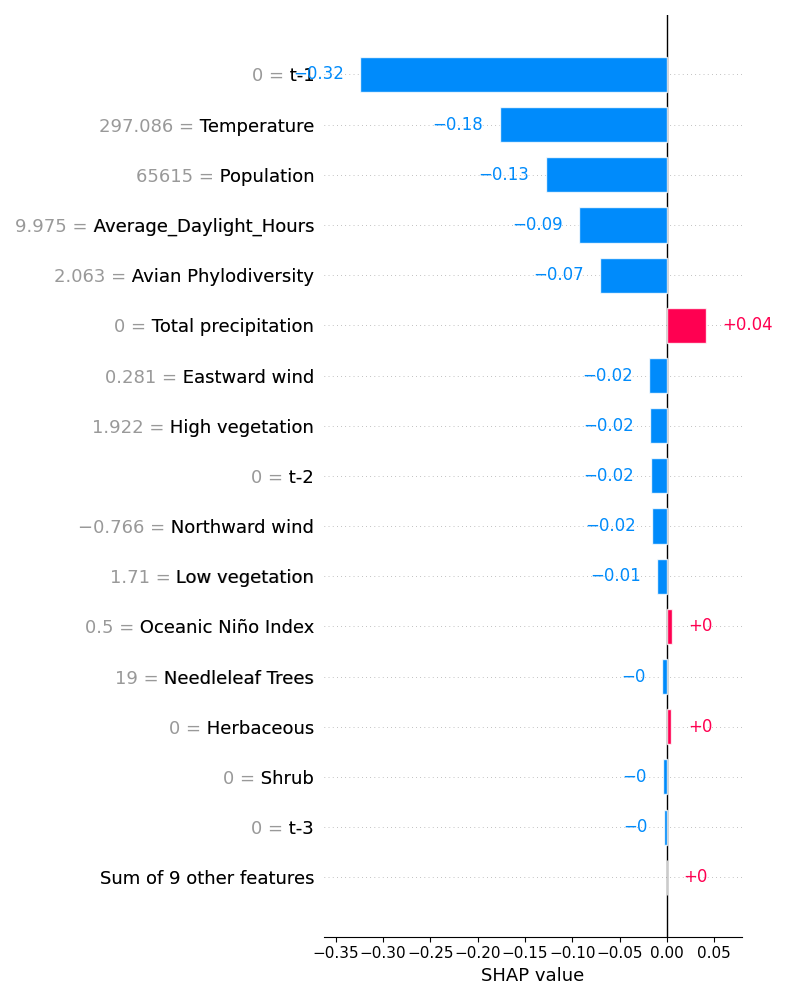 0 = t-1 −0.32
297.086 = Temperature −0.18
65615 = Population −0.13
9.975 = Average_Daylight_Hours −0.09
2.063 = Avian Phylodiversity −0.07
0 = Total precipitation +0.04
0.281 = Eastward wind −0.02
1.922 = High vegetation −0.02
0 = t-2 −0.02
−0.766 = Northward wind −0.02
1.71 = Low vegetation −0.01
0.5 = Oceanic Niño Index +0
19 = Needleleaf Trees −0
0 = Herbaceous +0
0 = Shrub −0
0 = t-3 −0
Sum of 9 other features +0
−0.35 −0.30 −0.25 −0.20 −0.15 −0.10 −0.05 0.00 0.05
SHAP value